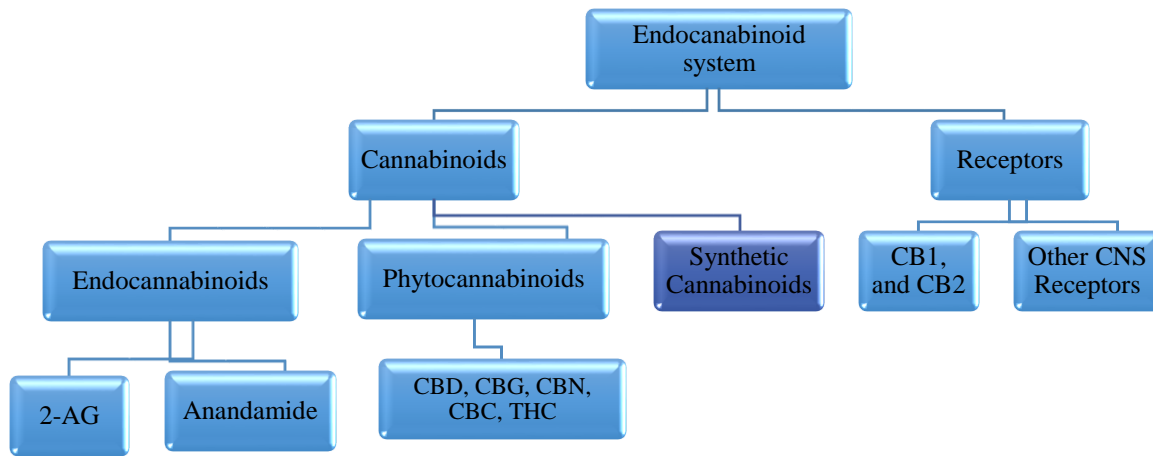 Endocanabinoid
system
Cannabinoids
Receptors
Endocannabinoids
Phytocannabinoids
Synthetic
Cannabinoids
CB1,
and CB2
Other CNS
Receptors
2-AG
Anandamide
CBD, CBG, CBN,
CBC, THC